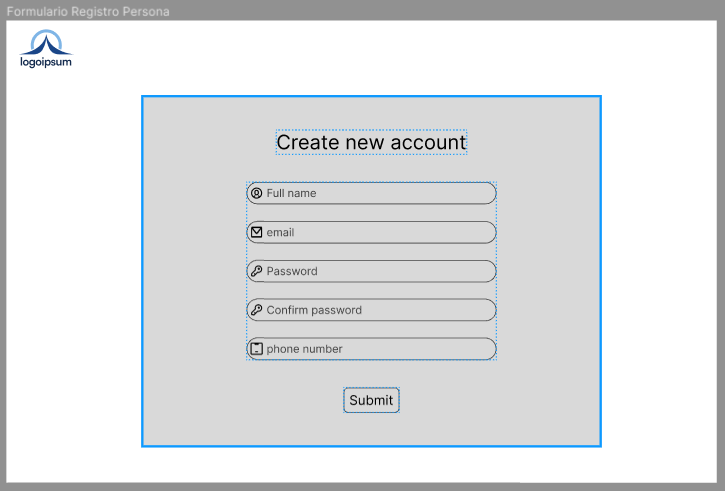 Formulario Registro Persona
logoipsum
Create new account
Full name
email
Password
Confirm password
phone number
Submit